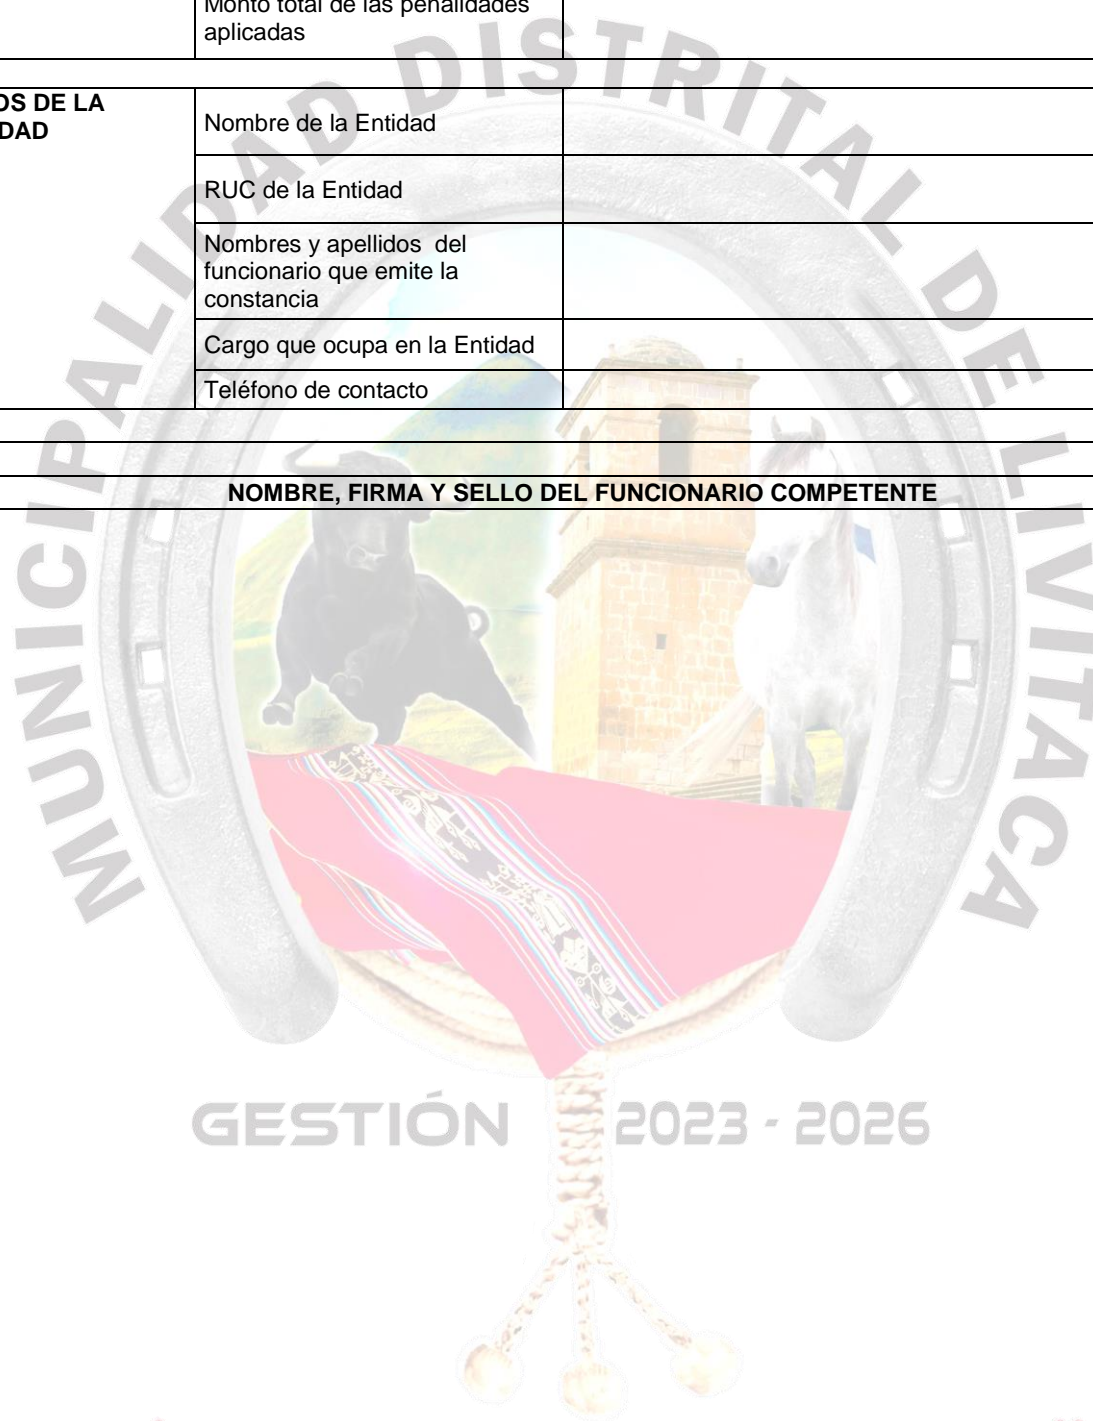 Monto total de las penalidades
aplicadas
OS DE LA
DAD
Nombre de la Entidad
RUC de la Entidad
Nombres y apellidos del
funcionario que emite la
constancia
Cargo que ocupa en la Entidad
Teléfono de contacto
NOMBRE, FIRMA Y SELLO DEL FUNCIONARIO COMPETENTE
MUNICIPALIDAD DISTRITAL DE LIVITACA
GESTIÓN 2023 - 2026